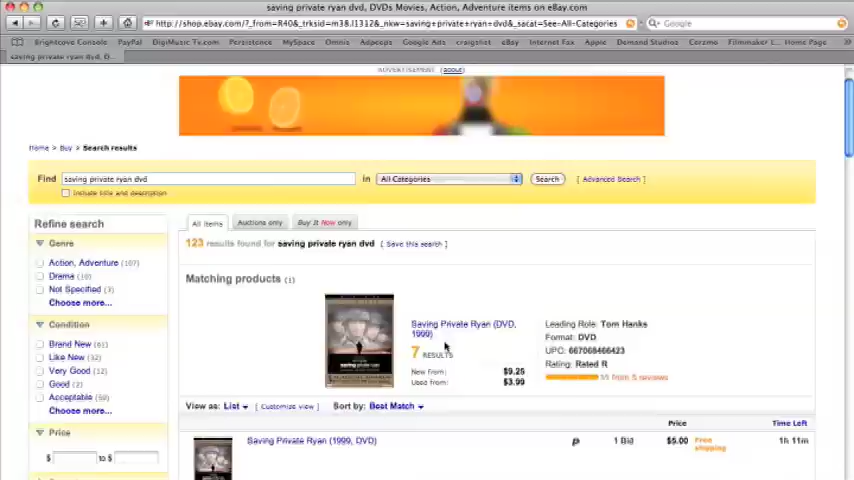 saving private ryan dvd, DVDs Movies, Action, Adventure items on eBay.com
http://shop.ebay.com/?_from=R40&_trksid=m38.l1312&_nkw=saving+private+ryan+dvd&_sacat=See-All-Categories
Google
Brightcove Console PayPal DigiMusic Tv.com Persistence MySpace Omnis Adpeeps Google Ads craigslist eBay Internet Fax Apple Demand Studios Cerzmo Filmmaker I... Home Page
saving private ryan dvd, D...
ADVERTISEMENT (about)
Home > Buy > Search results
Find saving private ryan dvd in All Categories Search [ Advanced Search ]
Include title and description
Refine search
All items Auctions only Buy It Now only
Genre
123 results found for saving private ryan dvd [ Save this search ]
Action, Adventure (107)
Drama (10)
Not Specified (3)
Choose more...
Matching products (1)
Condition
Brand New (61)
Like New (32)
Very Good (12)
Good (2)
Acceptable (59)
Choose more...
Saving Private Ryan (DVD,
1999)
7 RESULTS
New from: $9.25
Used from: $3.99
Leading Role: Tom Hanks
Format: DVD
UPC: 667068466423
Rating: Rated R
from 5 reviews
saving private ryan
View as: List [ Customize view ] Sort by: Best Match
Price Time Left
Price
$ to $
Saving Private Ryan (1999, DVD) P 1 Bid $5.00 Free
shipping 1h 11m